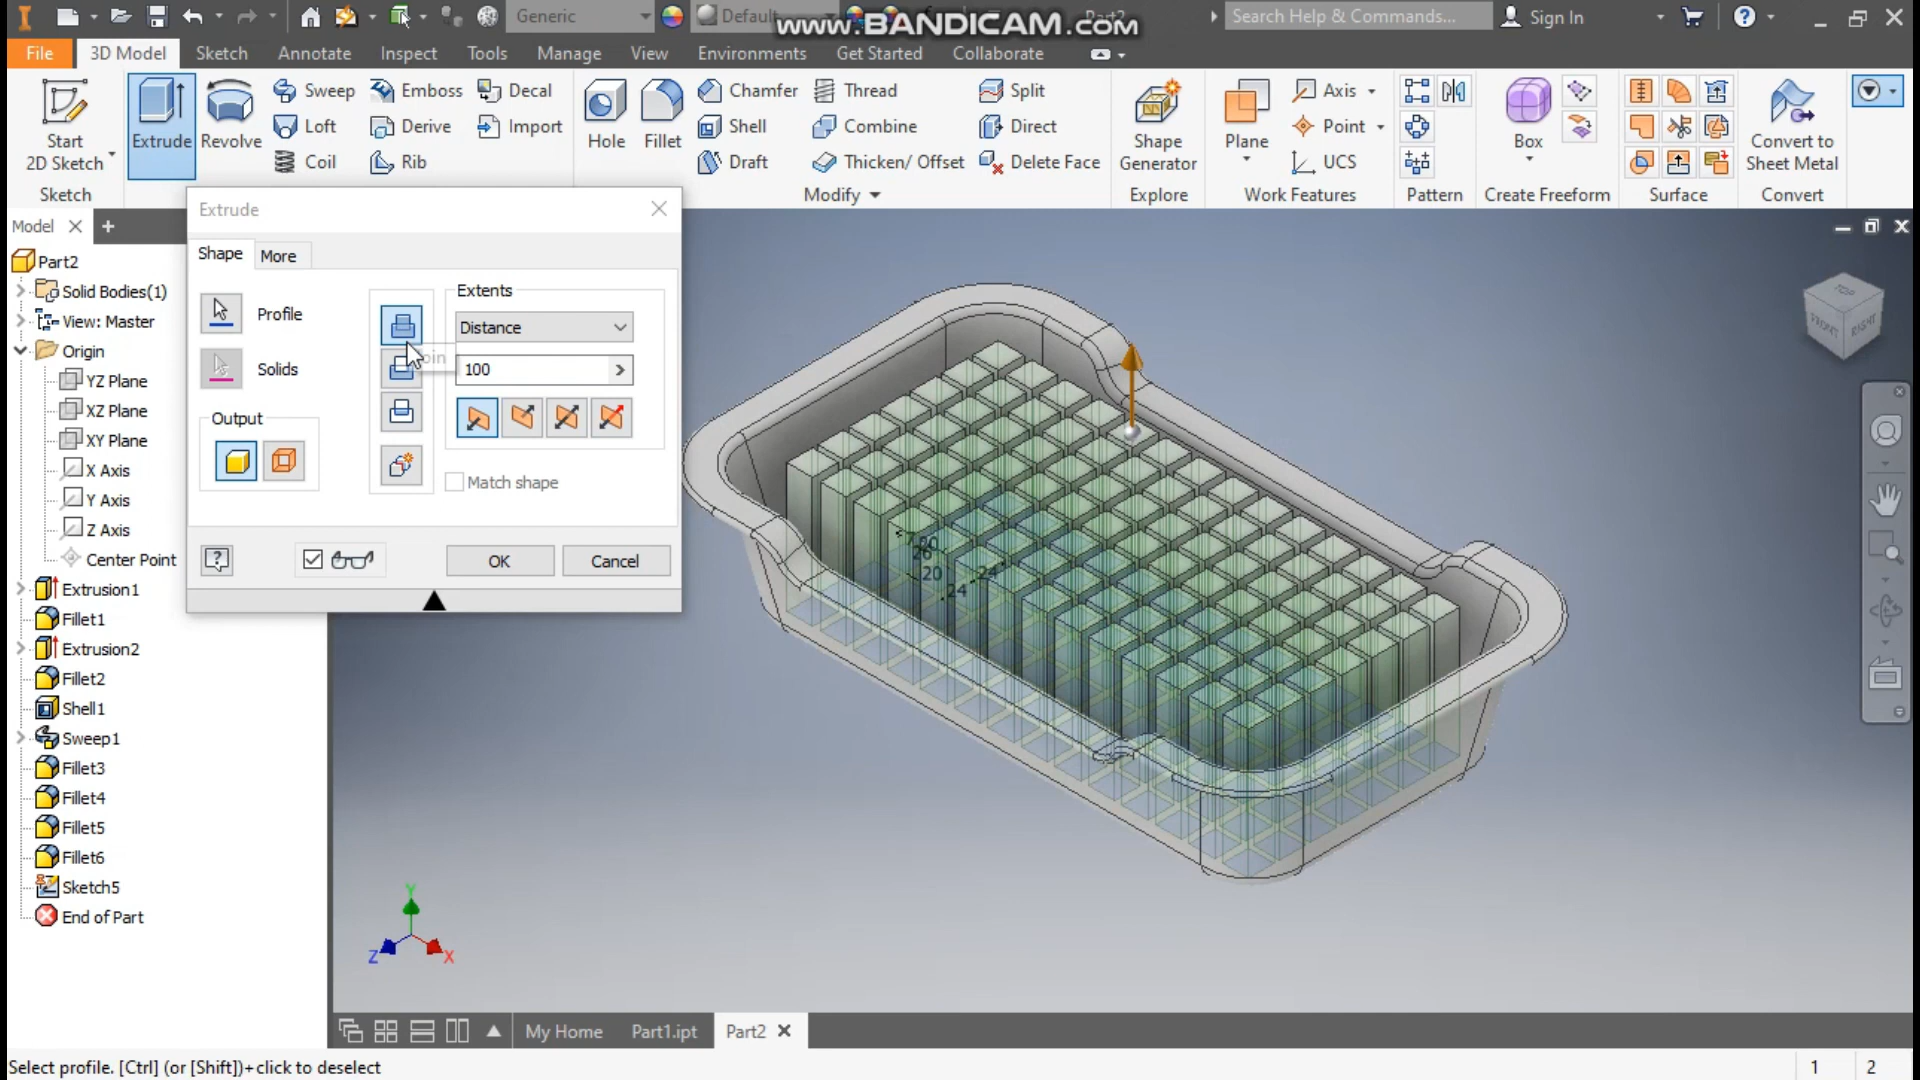 Generic
Default
www.BANDICAM.com
Search Help & Commands...
Sign In
File
3D Model
Sketch
Annotate
Inspect
Tools
Manage
View
Environments
Get Started
Collaborate
Start
2D Sketch
Extrude
Revolve
Sweep
Loft
Coil
Emboss
Derive
Rib
Decal
Import
Hole
Fillet
Chamfer
Shell
Draft
Thread
Combine
Thicken/ Offset
Split
Direct
Delete Face
Shape
Generator
Plane
Axis
Point
UCS
Box
Convert to
Sheet Metal
Sketch
Modify
Explore
Work Features
Pattern
Create Freeform
Surface
Convert
Model
Part2
Solid Bodies(1)
View: Master
Origin
YZ Plane
XZ Plane
XY Plane
X Axis
Y Axis
Z Axis
Center Point
Extrusion1
Fillet1
Extrusion2
Fillet2
Shell1
Sweep1
Fillet3
Fillet4
Fillet5
Fillet6
Sketch5
End of Part
Extrude
Shape
More
Profile
Solids
Output
Extents
Distance
100
Match shape
OK
Cancel
TOP
FRONT
RIGHT
20
24
24
Y
Z
X
My Home
Part1.ipt
Part2
Select profile. [Ctrl] (or [Shift])+click to deselect
1
2